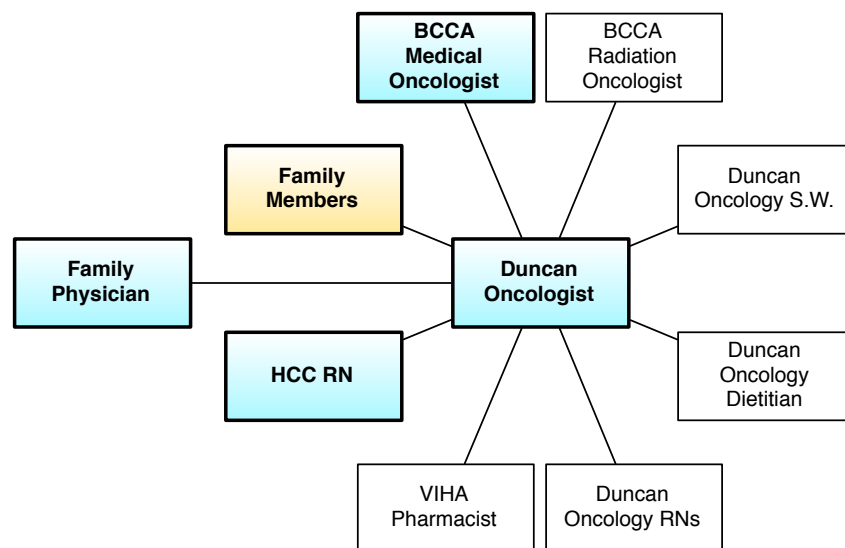 BCCA
Medical
Oncologist
BCCA
Radiation
Oncologist
Family
Members
Duncan
Oncology S.W.
Family
Physician
Duncan
Oncologist
HCC RN
Duncan
Oncology
Dietitian
VIHA
Pharmacist
Duncan
Oncology RNs